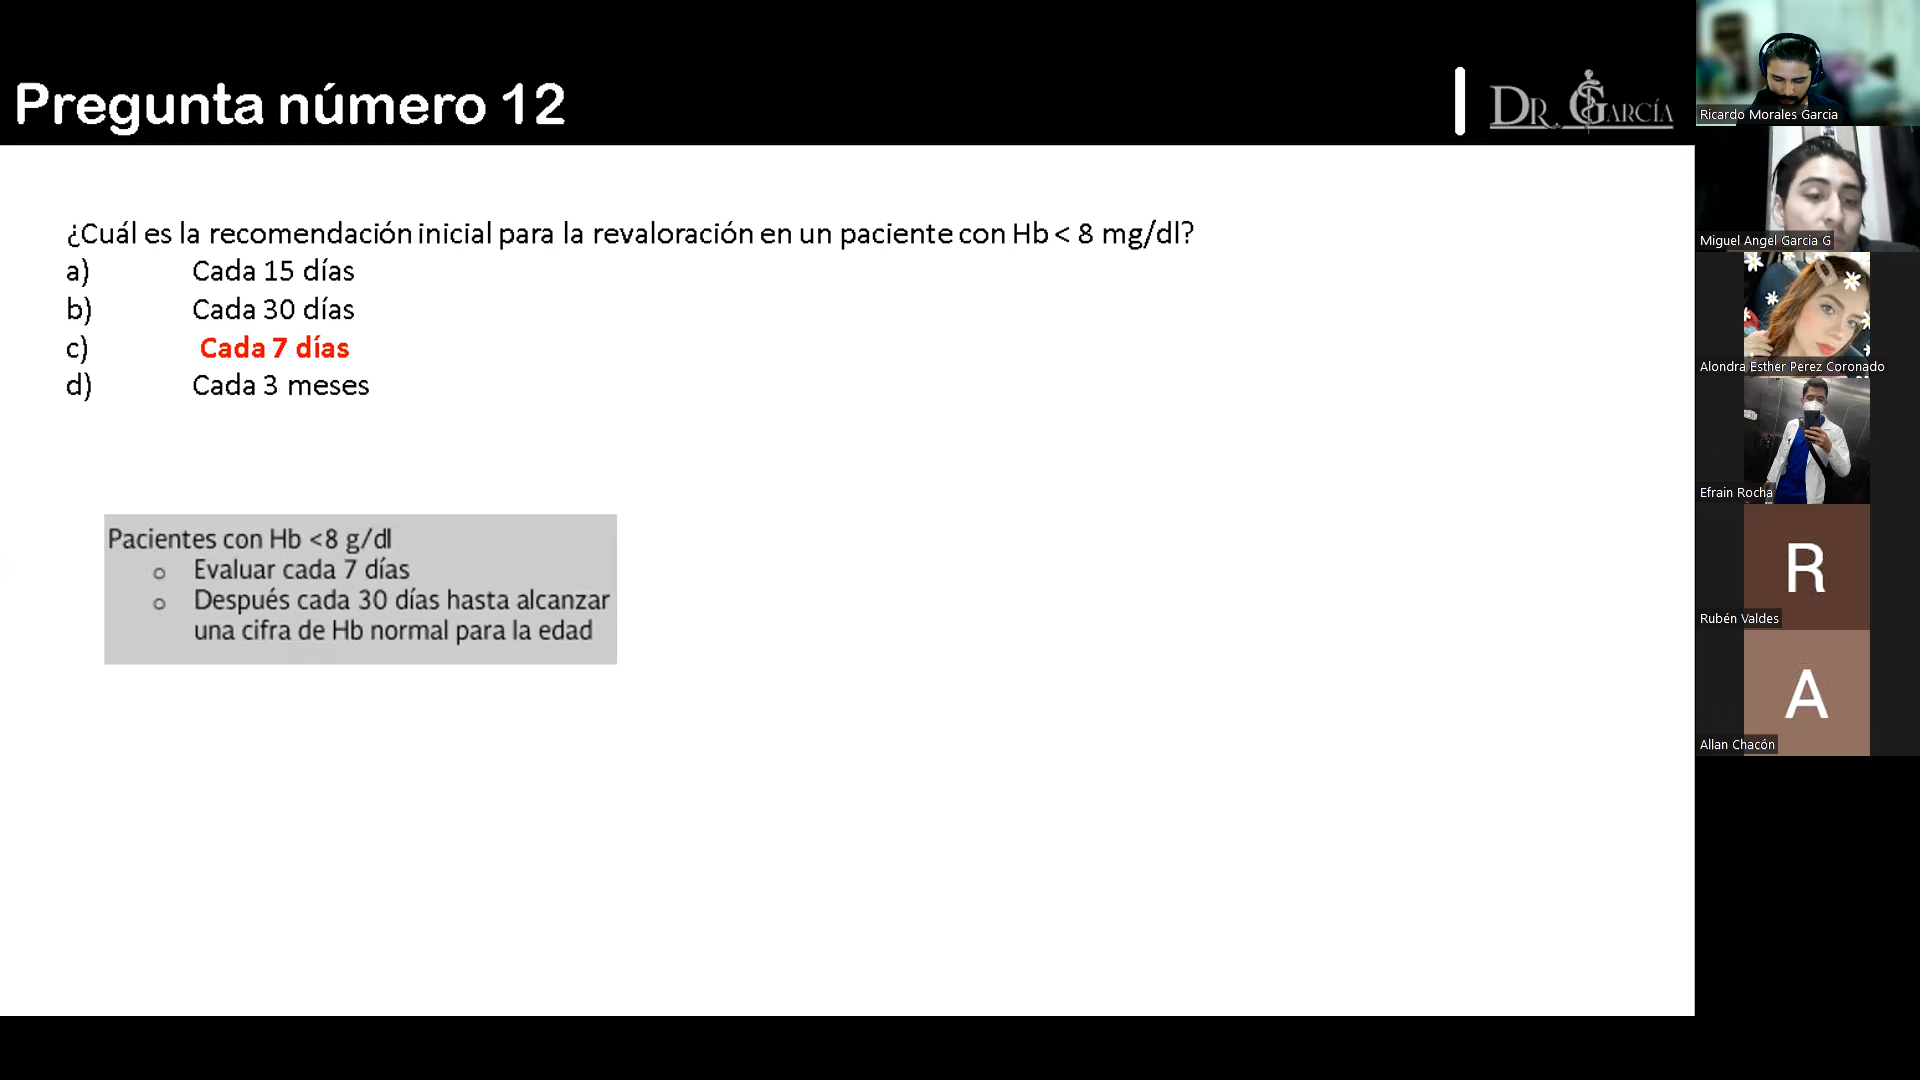 Pregunta número 12
DR. GARCÍA
¿Cuál es la recomendación inicial para la revaloración en un paciente con Hb < 8 mg/dl?
a) Cada 15 días
b) Cada 30 días
c) Cada 7 días
d) Cada 3 meses
Pacientes con Hb <8 g/dl
o Evaluar cada 7 días
o Después cada 30 días hasta alcanzar
una cifra de Hb normal para la edad
Ricardo Morales Garcia
Miguel Angel Garcia G
Alondra Esther Perez Coronado
Efrain Rocha
R
Rubén Valdes
A
Allan Chacón